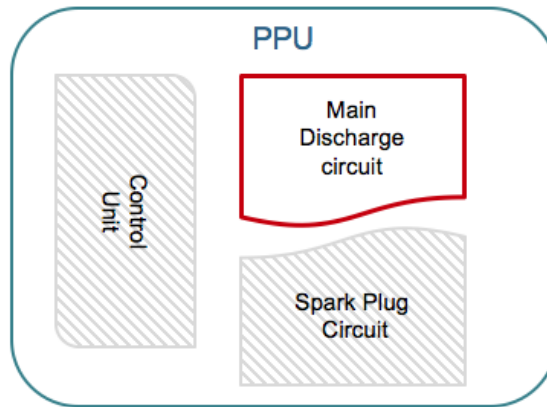 PPU
Main
Discharge
circuit
Control
Unit
Spark Plug
Circuit